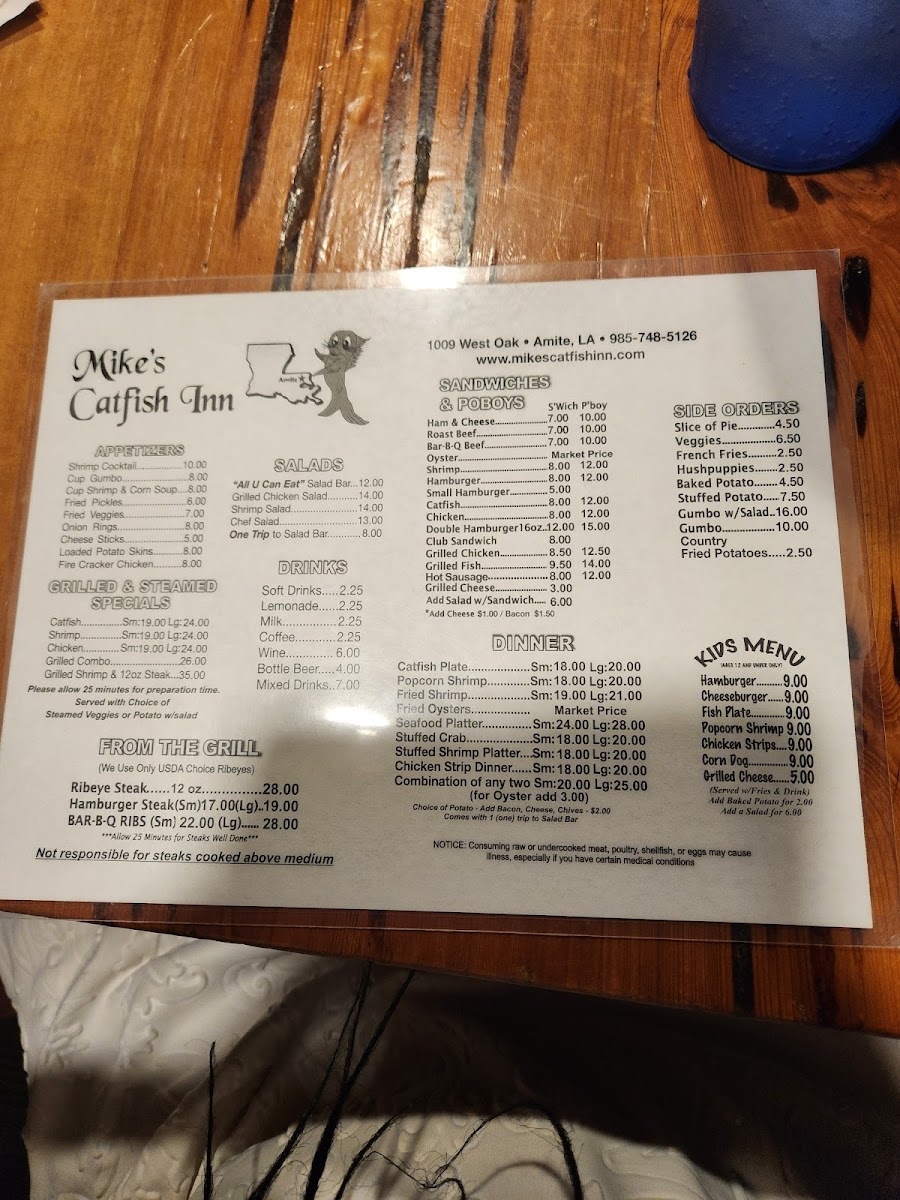 Mike's
Catfish Inn
Amite
1009 West Oak • Amite, LA • 985-748-5126
www.mikescatfishinn.com
APPETIZERS
Shrimp Cocktail..................10.00
Cup Gumbo.......................8.00
Cup Shrimp & Corn Soup....8.00
Fried Pickles......................6.00
Fried Veggies.....................7.00
Onion Rings.......................8.00
Cheese Sticks....................5.00
Loaded Potato Skins...........8.00
Fire Cracker Chicken..........8.00
GRILLED & STEAMED
SPECIALS
Catfish..............Sm:19.00 Lg:24.00
Shrimp..............Sm:19.00 Lg:24.00
Chicken............Sm:19.00 Lg:24.00
Grilled Combo.....................26.00
Grilled Shrimp & 12oz Steak...35.00
Please allow 25 minutes for preparation time.
Served with Choice of
Steamed Veggies or Potato w/salad
SALADS
"All U Can Eat" Salad Bar...12.00
Grilled Chicken Salad..........14.00
Shrimp Salad......................14.00
Chef Salad.........................13.00
One Trip to Salad Bar..........8.00
DRINKS
Soft Drinks.....2.25
Lemonade.....2.25
Milk................2.25
Coffee............2.25
Wine..............6.00
Bottle Beer.....4.00
Mixed Drinks..7.00
FROM THE GRILL
(We Use Only USDA Choice Ribeyes)
Ribeye Steak......12 oz...............28.00
Hamburger Steak(Sm)17.00(Lg)..19.00
BAR-B-Q RIBS (Sm) 22.00 (Lg)...... 28.00
***Allow 25 Minutes for Steaks Well Done***
Not responsible for steaks cooked above medium
SANDWICHES
& POBOYS S'Wich P'boy
Ham & Cheese....................7.00 10.00
Roast Beef.........................7.00 10.00
Bar-B-Q Beef.....................7.00 10.00
Oyster.......................... Market Price
Shrimp..............................8.00 12.00
Hamburger........................8.00 12.00
Small Hamburger...............5.00
Catfish..............................8.00 12.00
Chicken.............................8.00 12.00
Double Hamburger16oz..12.00 15.00
Club Sandwich 8.00
Grilled Chicken..................8.50 12.50
Grilled Fish........................9.50 14.00
Hot Sausage......................8.00 12.00
Grilled Cheese...................3.00
Add Salad w/Sandwich..... 6.00
*Add Cheese $1.00 / Bacon $1.50
SIDE ORDERS
Slice of Pie............4.50
Veggies..................6.50
French Fries.........2.50
Hushpuppies.......2.50
Baked Potato.......4.50
Stuffed Potato.....7.50
Gumbo w/Salad..16.00
Gumbo.................10.00
Country
Fried Potatoes.....2.50
DINNER
Catfish Plate...................Sm:18.00 Lg:20.00
Popcorn Shrimp.............Sm:18.00 Lg:20.00
Fried Shrimp..................Sm:19.00 Lg:21.00
Fried Oysters................. Market Price
Seafood Platter...............Sm:24.00 Lg:28.00
Stuffed Crab...................Sm:18.00 Lg:20.00
Stuffed Shrimp Platter....Sm:18.00 Lg:20.00
Chicken Strip Dinner......Sm:18.00 Lg:20.00
Combination of any two Sm:20.00 Lg:25.00
(for Oyster add 3.00)
Choice of Potato - Add Bacon, Cheese, Chives - $2.00
Comes with 1 (one) trip to Salad Bar
KIDS MENU
(AGES 12 AND UNDER ONLY)
Hamburger..........9.00
Cheeseburger......9.00
Fish Plate.............9.00
Popcorn Shrimp 9.00
Chicken Strips....9.00
Corn Dog.............9.00
Grilled Cheese.....5.00
(Served w/Fries & Drink)
Add Baked Potato for 2.00
Add a Salad for 6.00
NOTICE: Consuming raw or undercooked meat, poultry, shellfish, or eggs may cause
illness, especially if you have certain medical conditions